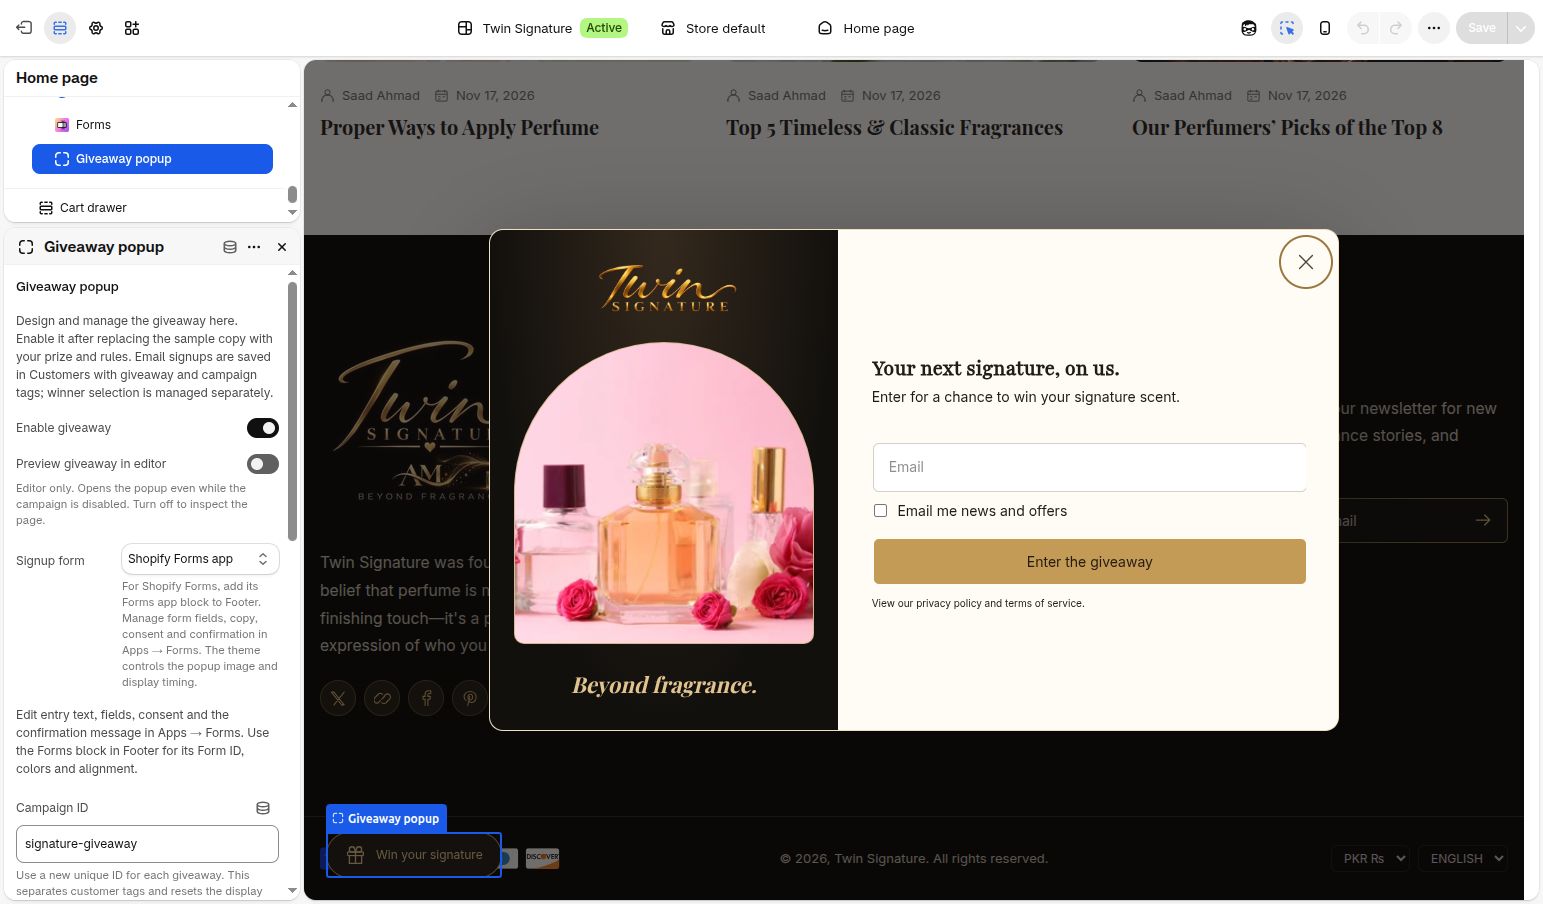 Twin Signature
Active
Store default
Home page
Save
Home page
Forms
Giveaway popup
Cart drawer
Giveaway popup
Giveaway popup
Design and manage the giveaway here.
Enable it after replacing the sample copy with
your prize and rules. Email signups are saved
in Customers with giveaway and campaign
tags; winner selection is managed separately.
Enable giveaway
Preview giveaway in editor
Editor only. Opens the popup even while the
campaign is disabled. Turn off to inspect the
page.
Signup form
Shopify Forms app
For Shopify Forms, add its
Forms app block to Footer.
Manage form fields, copy,
consent and confirmation in
Apps → Forms. The theme
controls the popup image and
display timing.
Edit entry text, fields, consent and the
confirmation message in Apps → Forms. Use
the Forms block in Footer for its Form ID,
colors and alignment.
Campaign ID
signature-giveaway
Use a new unique ID for each giveaway. This
separates customer tags and resets the display
Saad Ahmad
Nov 17, 2026
Proper Ways to Apply Perfume
Saad Ahmad
Nov 17, 2026
Top 5 Timeless & Classic Fragrances
Saad Ahmad
Nov 17, 2026
Our Perfumers’ Picks of the Top 8
Twin
SIGNATU
AM
BEYOND FRAGRAN
Twin Signature was fou
belief that perfume is
finishing touch—it's a
expression of who you
Twin
SIGNATURE
Beyond fragrance.
Your next signature, on us.
Enter for a chance to win your signature scent.
Email
Email me news and offers
Enter the giveaway
View our privacy policy and terms of service.
ur newsletter for new
nce stories, and
ail
Giveaway popup
Win your signature
DISCOVER
© 2026, Twin Signature. All rights reserved.
PKR Rs
ENGLISH